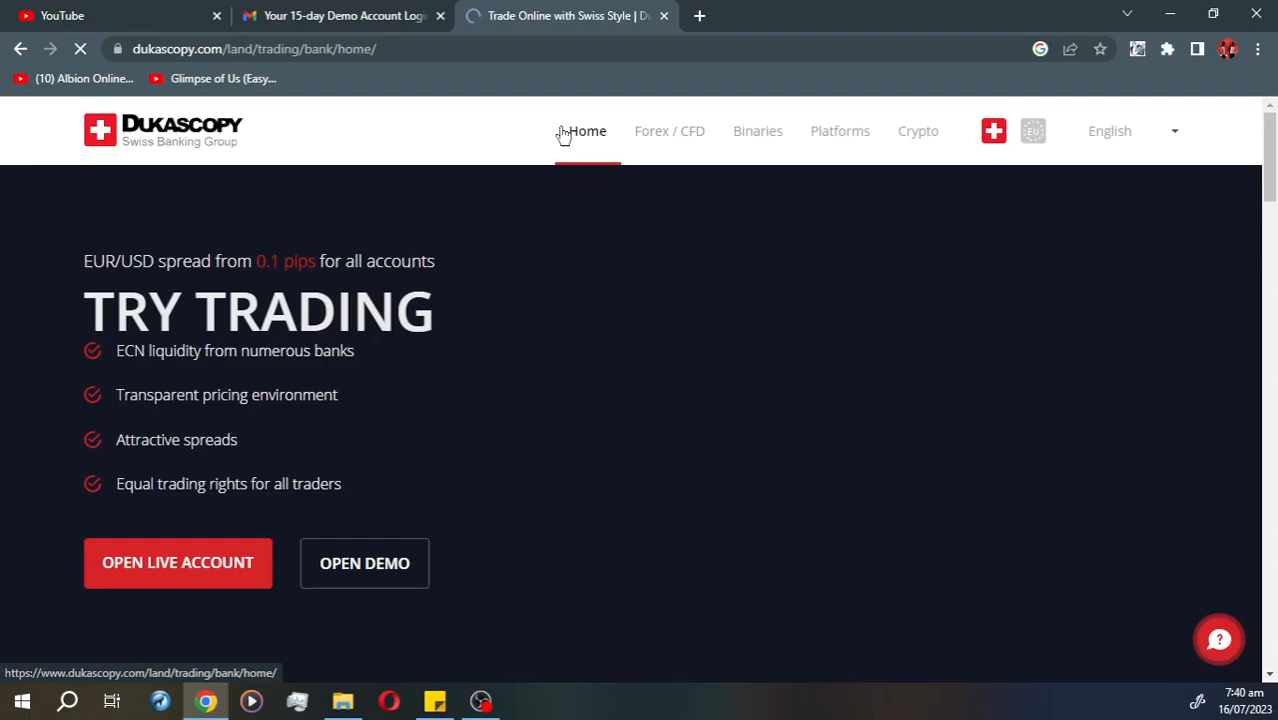 YouTube
Your 15-day Demo Account Logi
Trade Online with Swiss Style | Du
dukascopy.com/land/trading/bank/home/
(10) Albion Online...
Glimpse of Us (Easy...
DUKASCOPY
Swiss Banking Group
Home
Forex / CFD
Binaries
Platforms
Crypto
EU
English
EUR/USD spread from 0.1 pips for all accounts
TRY TRADING
ECN liquidity from numerous banks
Transparent pricing environment
Attractive spreads
Equal trading rights for all traders
OPEN LIVE ACCOUNT
OPEN DEMO
https://www.dukascopy.com/land/trading/bank/home/
7:40 am
16/07/2023